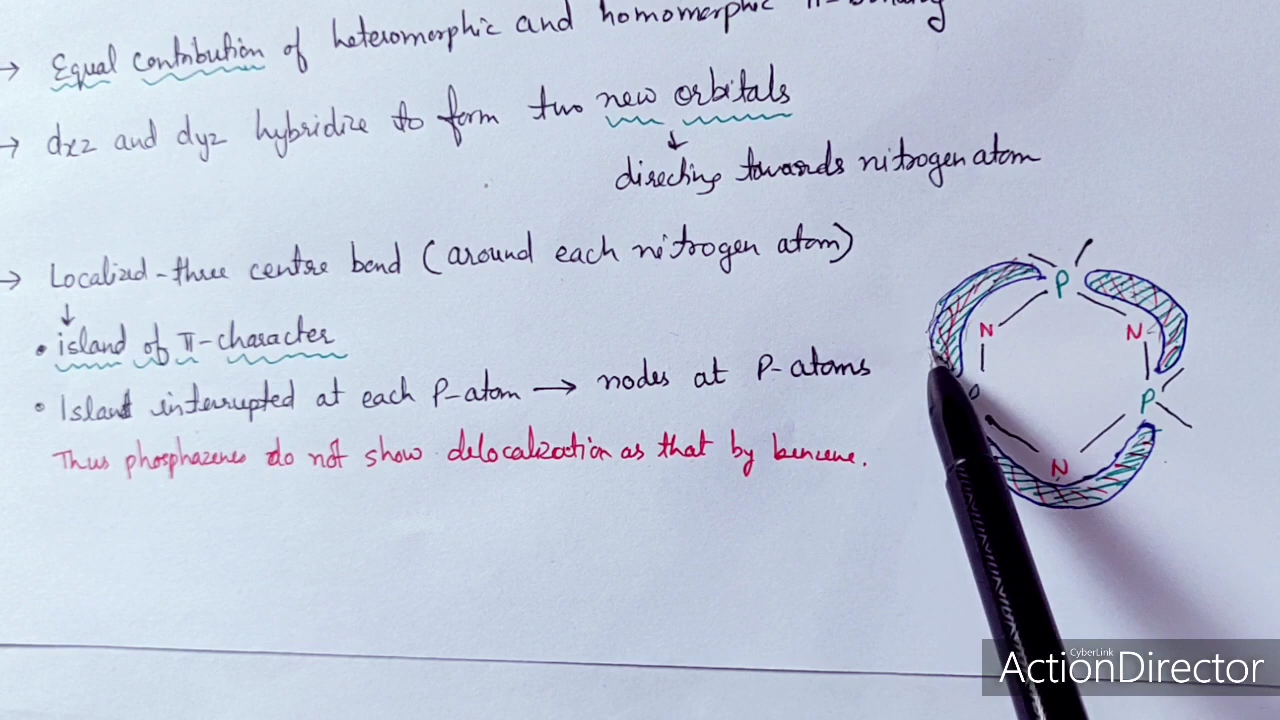 → Equal contribution of heteromorphic and homomorphic π-bonding
→ dxz and dyz hybridize to form two new orbitals
↓
directing towards nitrogen atom
→ Localized-three centre bond (around each nitrogen atom)
↓
• island of π-character
• Island interrupted at each P-atom → nodes at P-atoms
Thus phosphazenes do not show delocalization as that by benzene.
P
N N
P
N
CyberLink
ActionDirector